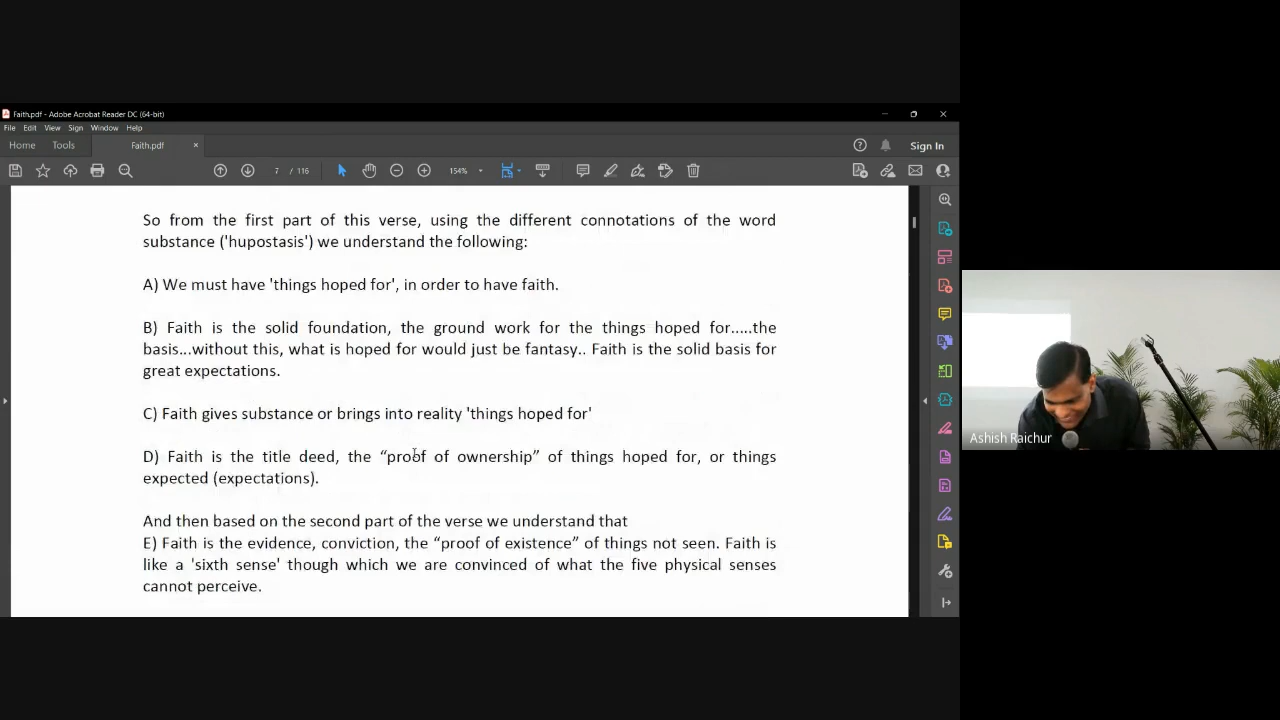 Faith.pdf - Adobe Acrobat Reader DC (64-bit)
File Edit View Sign Window Help
Home Tools Faith.pdf × Sign In
7 / 116 154%
So from the first part of this verse, using the different connotations of the word
substance ('hupostasis') we understand the following:
A) We must have 'things hoped for', in order to have faith.
B) Faith is the solid foundation, the ground work for the things hoped for.....the
basis...without this, what is hoped for would just be fantasy.. Faith is the solid basis for
great expectations.
C) Faith gives substance or brings into reality 'things hoped for'
D) Faith is the title deed, the “proof of ownership” of things hoped for, or things
expected (expectations).
And then based on the second part of the verse we understand that
E) Faith is the evidence, conviction, the “proof of existence” of things not seen. Faith is
like a 'sixth sense' though which we are convinced of what the five physical senses
cannot perceive.
Ashish Raichur